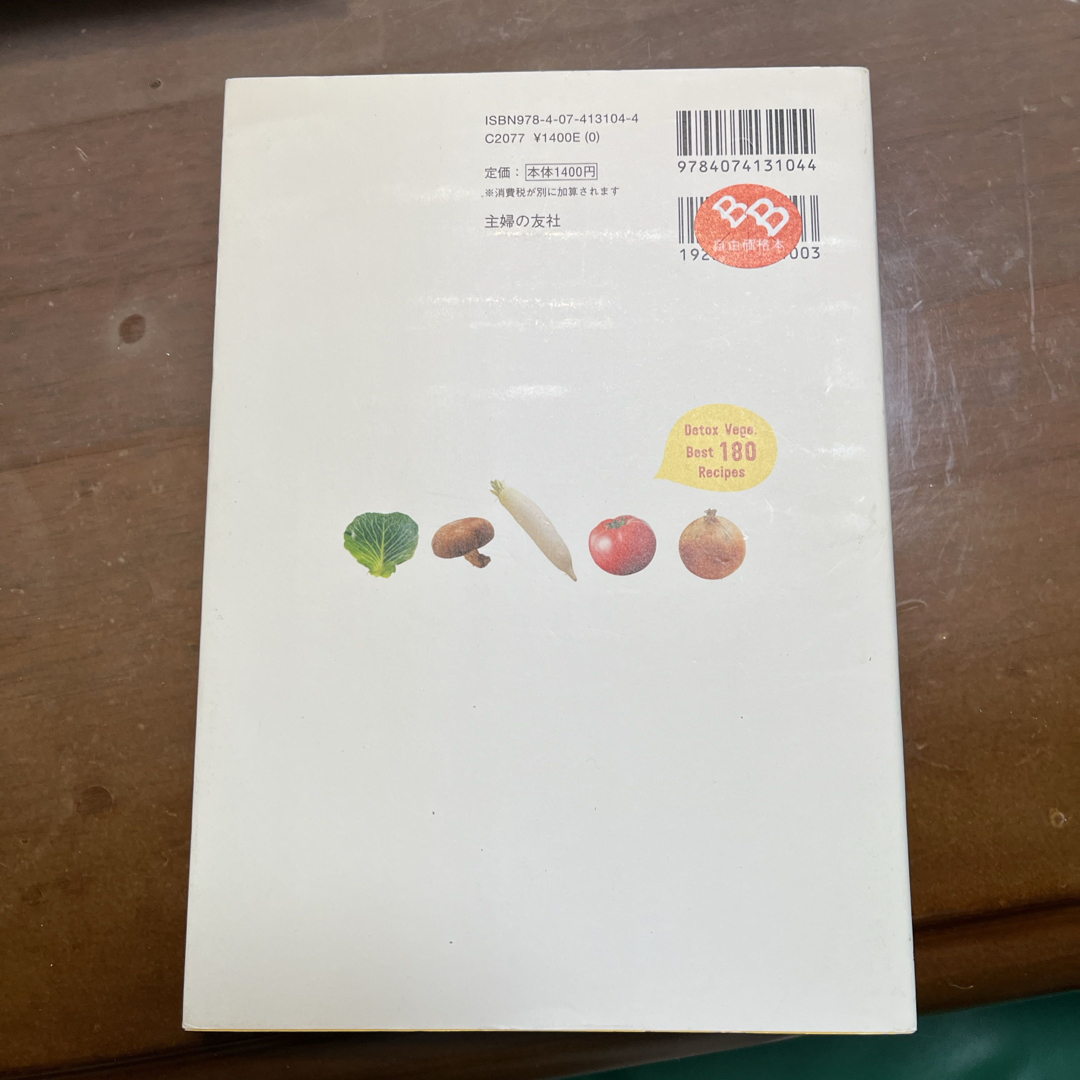 ISBN978-4-07-413104-4
C2077 ¥1400E (0)
定価：本体1400円
※消費税が別に加算されます
主婦の友社
9784074131044
BB
自由価格本
192
003
Detox Vege.
Best 180
Recipes